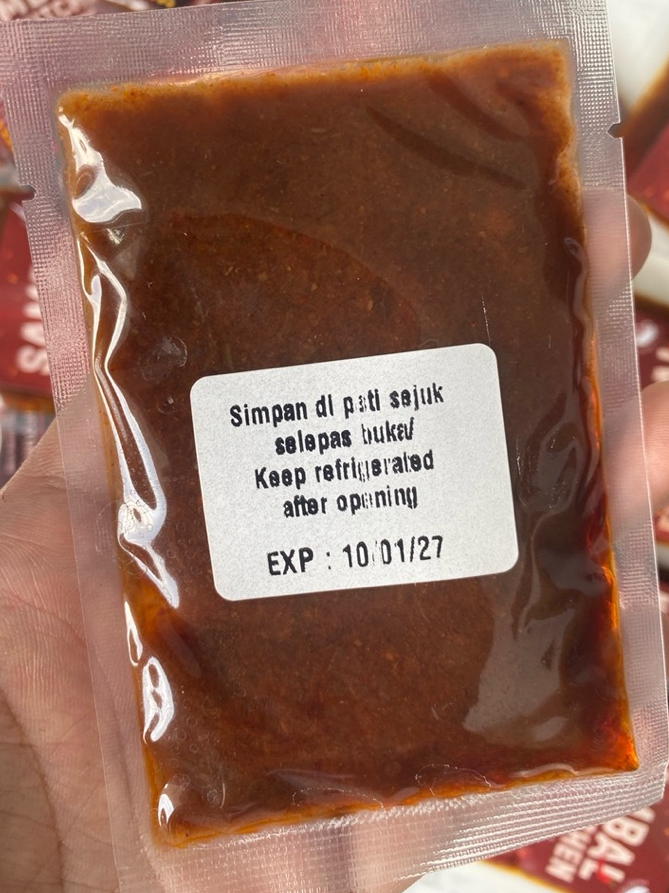 Simpan di peti sejuk
selepas buka/
Keep refrigerated
after opening
EXP : 10/01/27